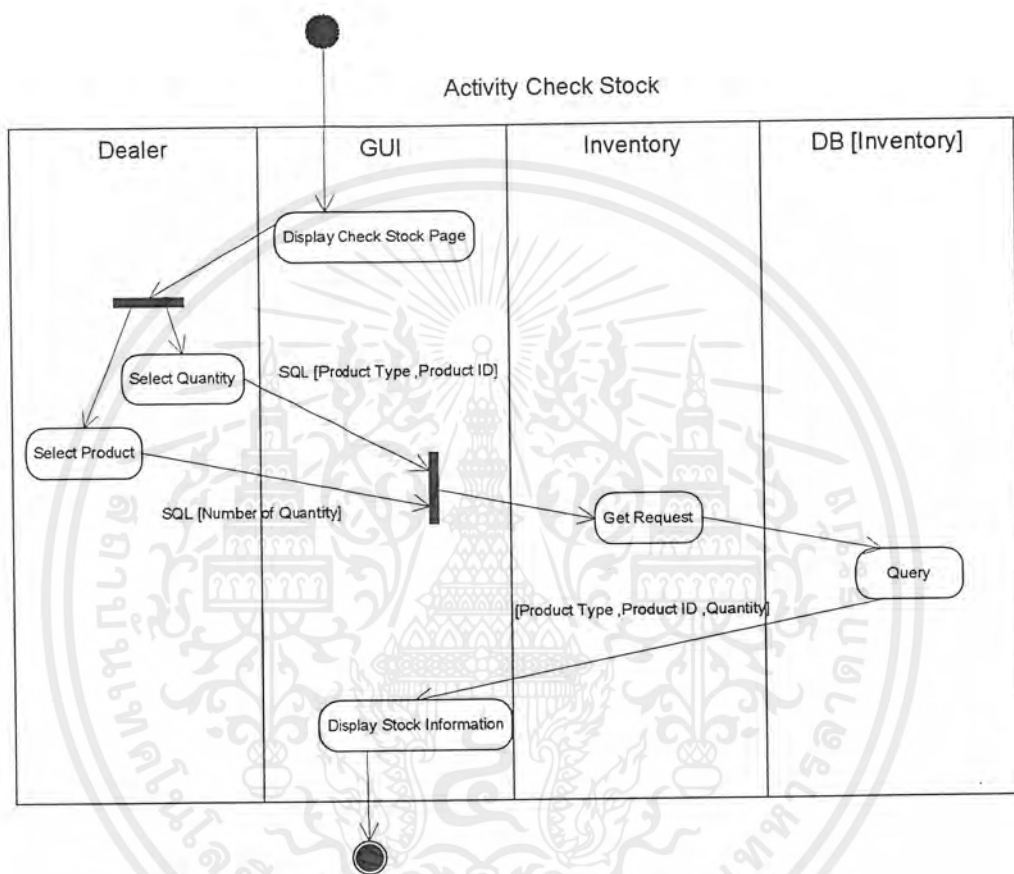 Activity Check Stock
Dealer
GUI
Inventory
DB [Inventory]
Display Check Stock Page
Select Quantity
SQL [Product Type ,Product ID]
Select Product
SQL [Number of Quantity]
Get Request
Query
[Product Type ,Product ID ,Quantity]
Display Stock Information